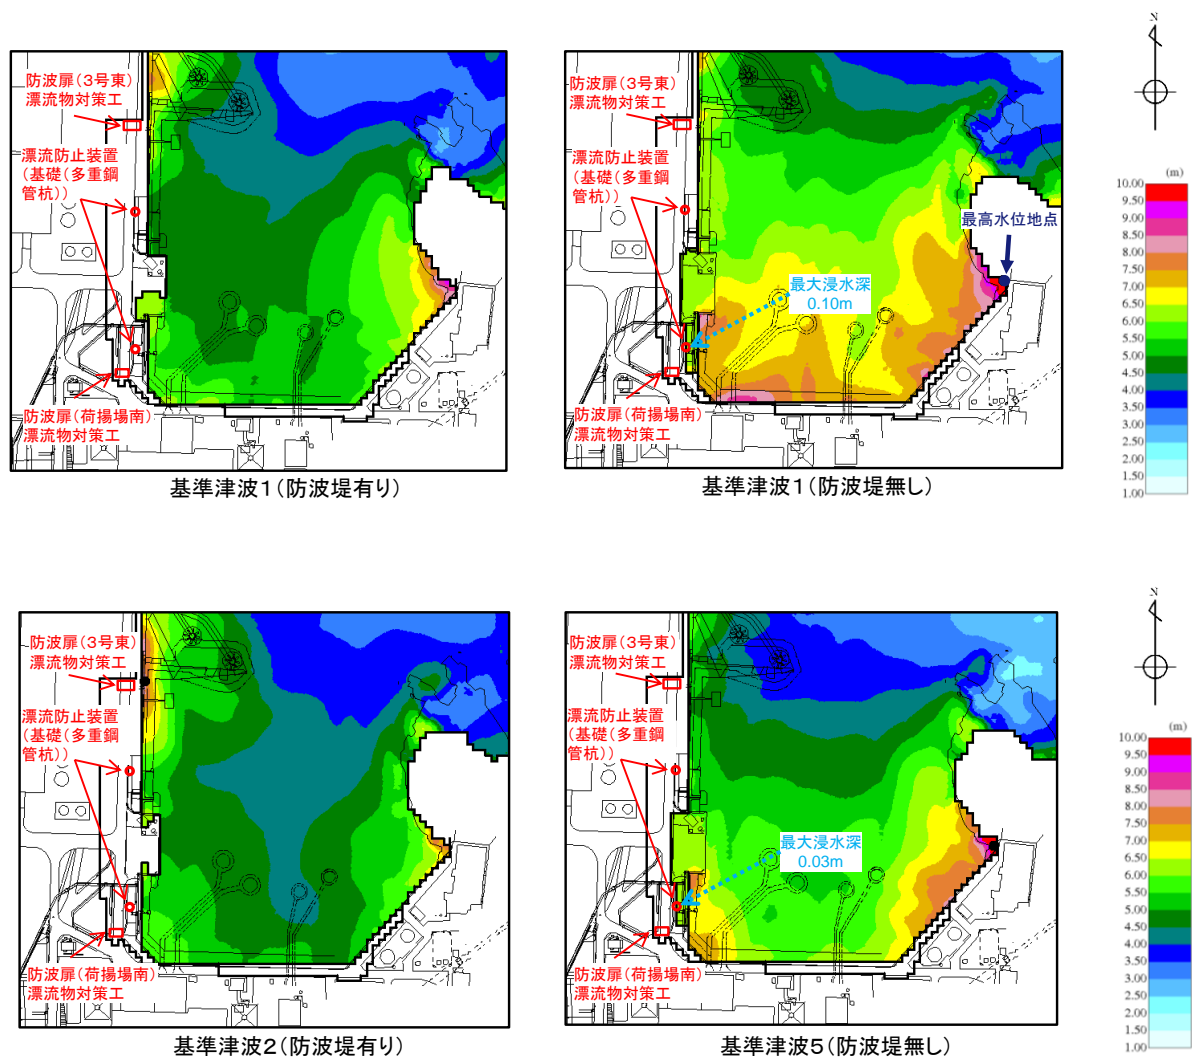 防波扉(3号東)
漂流物対策工
漂流防止装置
(基礎(多重鋼
管杭))
防波扉(荷揚場南)
漂流物対策工
基準津波1(防波堤有り)
防波扉(3号東)
漂流物対策工
漂流防止装置
(基礎(多重鋼
管杭))
最高水位地点
最大浸水深
0.10m
防波扉(荷揚場南)
漂流物対策工
基準津波1(防波堤無し)
N
(m)
10.00
9.50
9.00
8.50
8.00
7.50
7.00
6.50
6.00
5.50
5.00
4.50
4.00
3.50
3.00
2.50
2.00
1.50
1.00
防波扉(3号東)
漂流物対策工
漂流防止装置
(基礎(多重鋼
管杭))
防波扉(荷揚場南)
漂流物対策工
基準津波2(防波堤有り)
防波扉(3号東)
漂流物対策工
漂流防止装置
(基礎(多重鋼
管杭))
最大浸水深
0.03m
防波扉(荷揚場南)
漂流物対策工
基準津波5(防波堤無し)
N
(m)
10.00
9.50
9.00
8.50
8.00
7.50
7.00
6.50
6.00
5.50
5.00
4.50
4.00
3.50
3.00
2.50
2.00
1.50
1.00